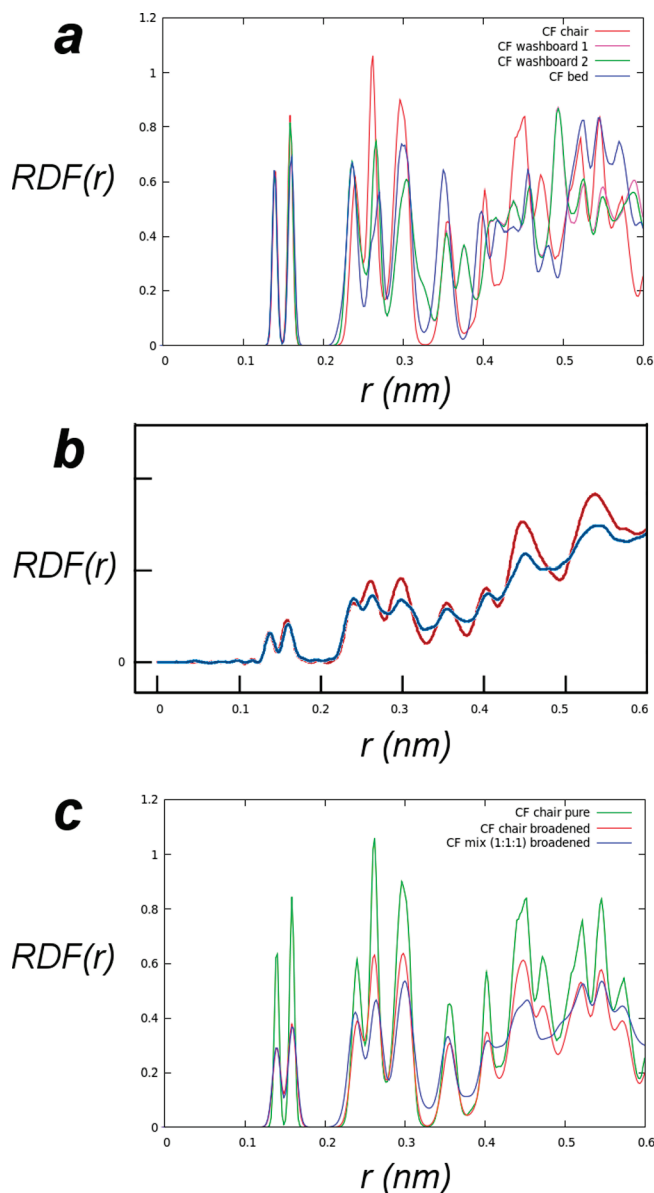 a
1.2
1
0.8
0.6
0.4
0.2
0
RDF(r)
CF chair
CF washboard 1
CF washboard 2
CF bed
0 0.1 0.2 0.3 0.4 0.5 0.6
r (nm)
b
RDF(r)
0
0 0.1 0.2 0.3 0.4 0.5 0.6
r (nm)
c
1.2
1
0.8
0.6
0.4
0.2
0
RDF(r)
CF chair pure
CF chair broadened
CF mix (1:1:1) broadened
0 0.1 0.2 0.3 0.4 0.5 0.6
r (nm)